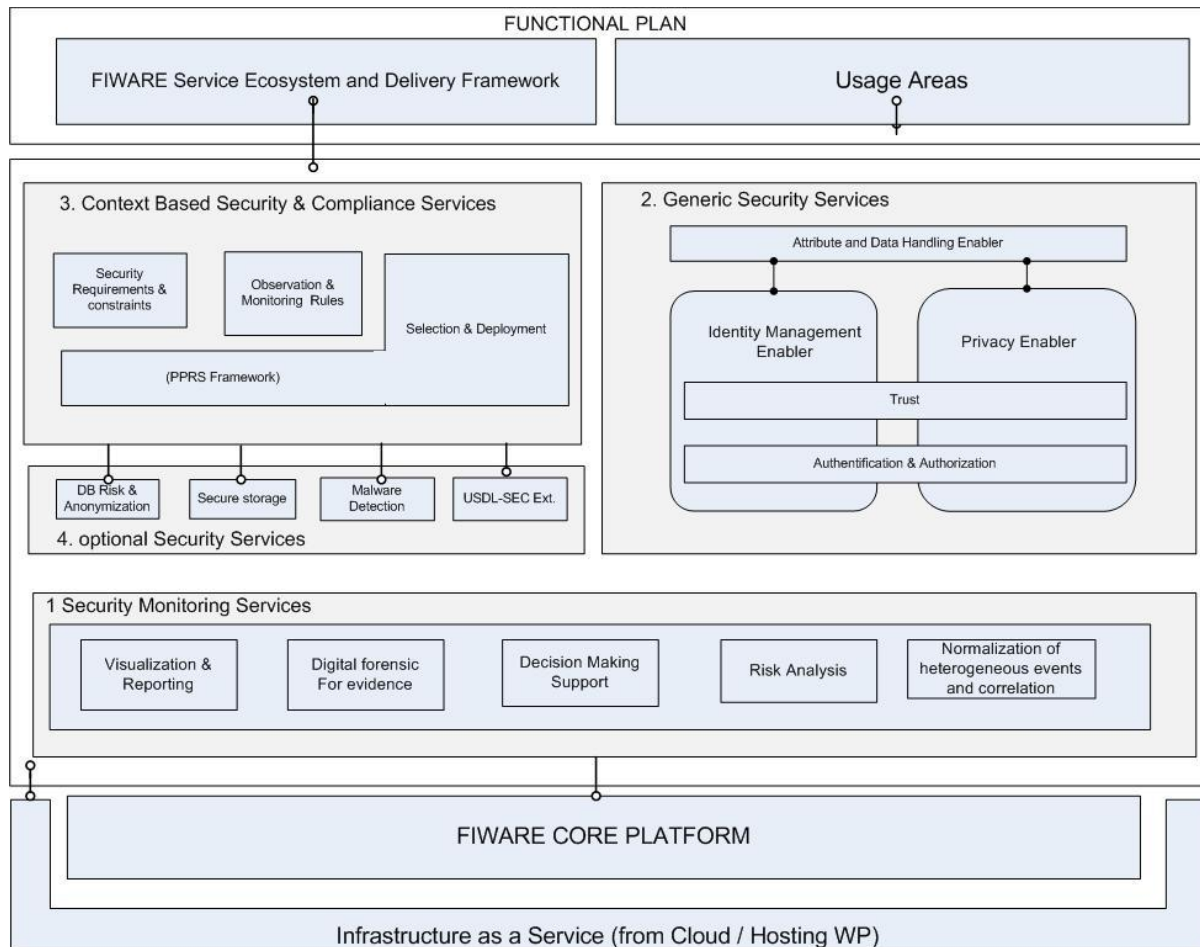 FUNCTIONAL PLAN
FIWARE Service Ecosystem and Delivery Framework
Usage Areas
3. Context Based Security & Compliance Services
Security
Requirements &
constraints
Observation &
Monitoring Rules
Selection & Deployment
(PPRS Framework)
2. Generic Security Services
Attribute and Data Handling Enabler
Identity Management
Enabler
Privacy Enabler
Trust
Authentification & Authorization
DB Risk &
Anonymization
Secure storage
Malware
Detection
USDL-SEC Ext.
4. optional Security Services
1 Security Monitoring Services
Visualization &
Reporting
Digital forensic
For evidence
Decision Making
Support
Risk Analysis
Normalization of
heterogeneous events
and correlation
FIWARE CORE PLATFORM
Infrastructure as a Service (from Cloud / Hosting WP)